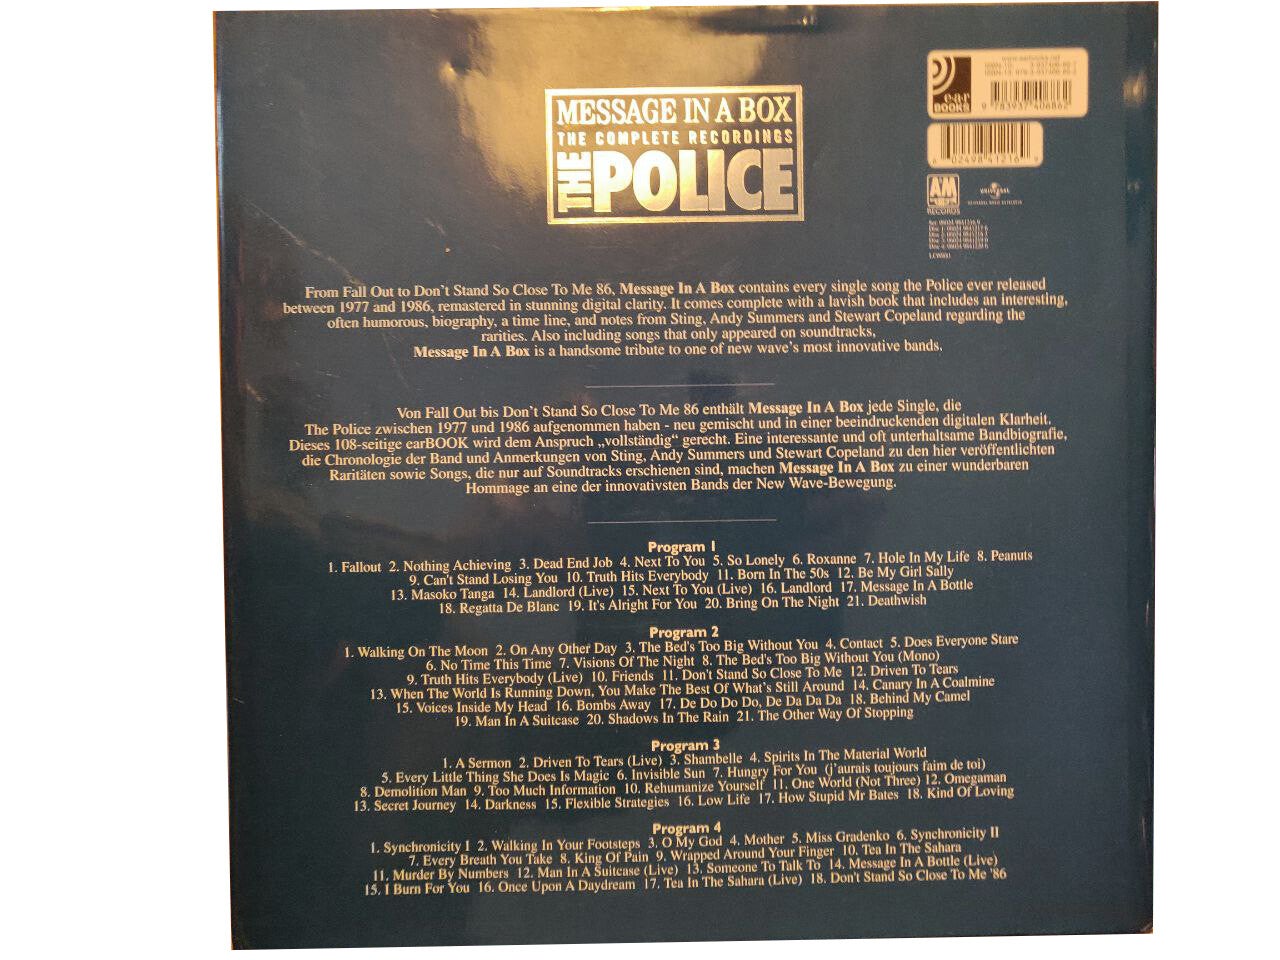 MESSAGE IN A BOX
THE COMPLETE RECORDINGS
THE POLICE
ear BOOKS
9 783937 406862
A&M RECORDS
UNIVERSAL
From Fall Out to Don't Stand So Close To Me 86, Message In A Box contains every single song the Police ever released
between 1977 and 1986, remastered in stunning digital clarity. It comes complete with a lavish book that includes an interesting,
often humorous, biography, a time line, and notes from Sting, Andy Summers and Stewart Copeland regarding the
rarities. Also including songs that only appeared on soundtracks,
Message In A Box is a handsome tribute to one of new wave's most innovative bands.
Von Fall Out bis Don't Stand So Close To Me 86 enthält Message In A Box jede Single, die
The Police zwischen 1977 und 1986 aufgenommen haben - neu gemischt und in einer beeindruckenden digitalen Klarheit.
Dieses 108-seitige earBOOK wird dem Anspruch „vollständig“ gerecht. Eine interessante und oft unterhaltsame Bandbiografie,
die Chronologie der Band und Anmerkungen von Sting, Andy Summers und Stewart Copeland zu den hier veröffentlichten
Raritäten sowie Songs, die nur auf Soundtracks erschienen sind, machen Message In A Box zu einer wunderbaren
Hommage an eine der innovativsten Bands der New Wave-Bewegung.
Program 1
1. Fallout 2. Nothing Achieving 3. Dead End Job 4. Next To You 5. So Lonely 6. Roxanne 7. Hole In My Life 8. Peanuts
9. Can't Stand Losing You 10. Truth Hits Everybody 11. Born In The 50s 12. Be My Girl Sally
13. Masoko Tanga 14. Landlord (Live) 15. Next To You (Live) 16. Landlord 17. Message In A Bottle
18. Regatta De Blanc 19. It's Alright For You 20. Bring On The Night 21. Deathwish
Program 2
1. Walking On The Moon 2. On Any Other Day 3. The Bed's Too Big Without You 4. Contact 5. Does Everyone Stare
6. No Time This Time 7. Visions Of The Night 8. The Bed's Too Big Without You (Mono)
9. Truth Hits Everybody (Live) 10. Friends 11. Don't Stand So Close To Me 12. Driven To Tears
13. When The World Is Running Down, You Make The Best Of What's Still Around 14. Canary In A Coalmine
15. Voices Inside My Head 16. Bombs Away 17. De Do Do Do, De Da Da Da 18. Behind My Camel
19. Man In A Suitcase 20. Shadows In The Rain 21. The Other Way Of Stopping
Program 3
1. A Sermon 2. Driven To Tears (Live) 3. Shambelle 4. Spirits In The Material World
5. Every Little Thing She Does Is Magic 6. Invisible Sun 7. Hungry For You (j'aurais toujours faim de toi)
8. Demolition Man 9. Too Much Information 10. Rehumanize Yourself 11. One World (Not Three) 12. Omegaman
13. Secret Journey 14. Darkness 15. Flexible Strategies 16. Low Life 17. How Stupid Mr Bates 18. Kind Of Loving
Program 4
1. Synchronicity I 2. Walking In Your Footsteps 3. O My God 4. Mother 5. Miss Gradenko 6. Synchronicity II
7. Every Breath You Take 8. King Of Pain 9. Wrapped Around Your Finger 10. Tea In The Sahara
11. Murder By Numbers 12. Man In A Suitcase (Live) 13. Someone To Talk To 14. Message In A Bottle (Live)
15. I Burn For You 16. Once Upon A Daydream 17. Tea In The Sahara (Live) 18. Don't Stand So Close To Me '86